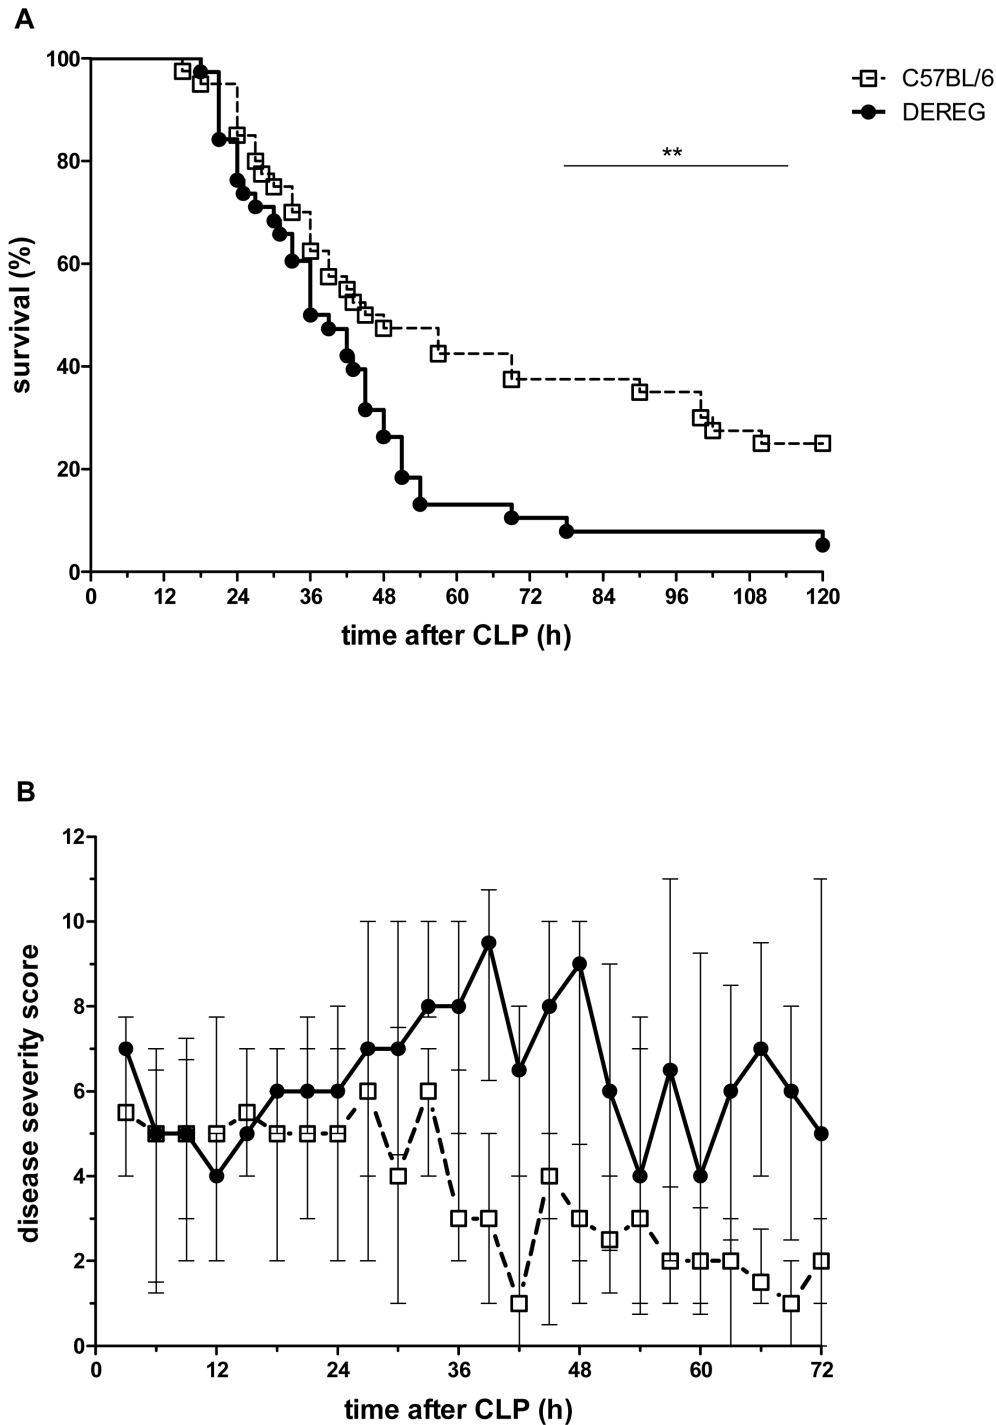 A
C57BL/6
DEREG
**
survival (%)
100
80
60
40
20
0
0 12 24 36 48 60 72 84 96 108 120
time after CLP (h)
B
disease severity score
12
10
8
6
4
2
0
0 12 24 36 48 60 72
time after CLP (h)